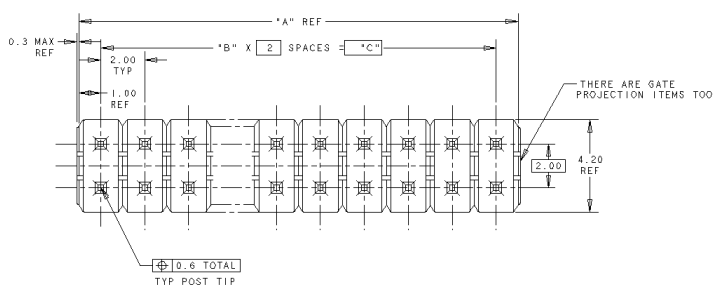 "A" REF
0.3 MAX
REF
"B" X 2 SPACES = "C"
2.00
TYP
1.00
REF
THERE ARE GATE
PROJECTION ITEMS TOO
2.00
4.20
REF
⌖ 0.6 TOTAL
TYP POST TIP